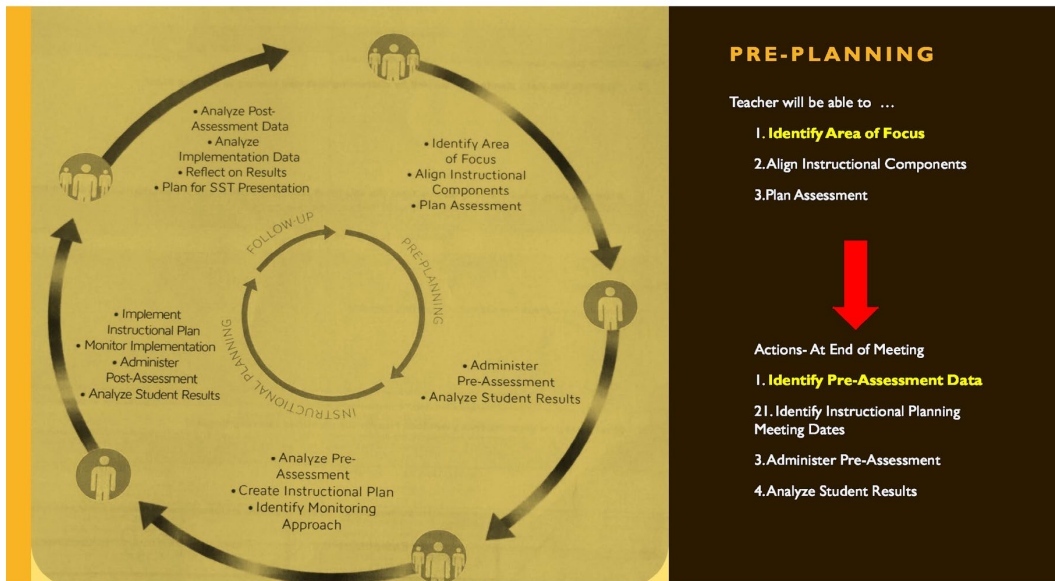 • Analyze Post-
Assessment Data
• Analyze
Implementation Data
• Reflect on Results
• Plan for SST Presentation
• Identify Area
of Focus
• Align Instructional
Components
• Plan Assessment
FOLLOW-UP
PRE-PLANNING
INSTRUCTIONAL PLANNING
• Implement
Instructional Plan
• Monitor Implementation
• Administer
Post-Assessment
• Analyze Student Results
• Administer
Pre-Assessment
• Analyze Student Results
• Analyze Pre-
Assessment
• Create Instructional Plan
• Identify Monitoring
Approach
PRE-PLANNING
Teacher will be able to …
1. Identify Area of Focus
2.Align Instructional Components
3.Plan Assessment
Actions- At End of Meeting
1. Identify Pre-Assessment Data
21. Identify Instructional Planning
Meeting Dates
3.Administer Pre-Assessment
4.Analyze Student Results